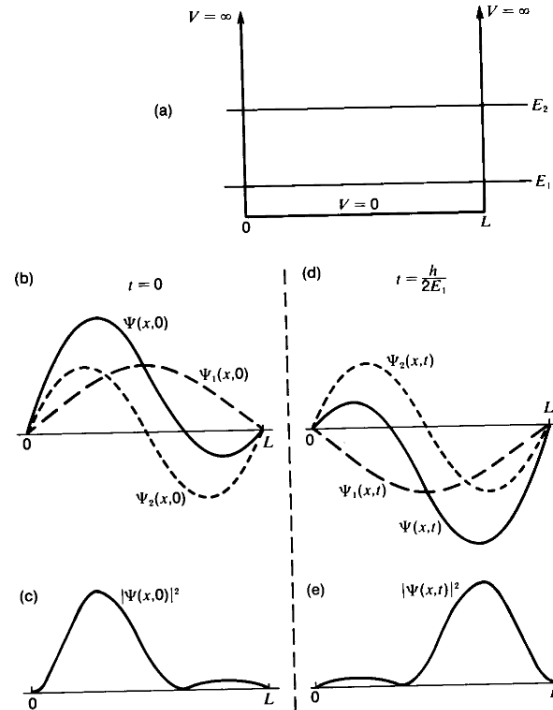 V = ∞
V = ∞
(a)
E₂
E₁
V = 0
0
L
(b)
t = 0
Ψ(x,0)
Ψ₁(x,0)
0
L
Ψ₂(x,0)
(d)
t = h/2E₁
Ψ₂(x,t)
L
0
Ψ₁(x,t)
Ψ(x,t)
(c)
|Ψ(x,0)|²
0
L
(e)
|Ψ(x,t)|²
0
L